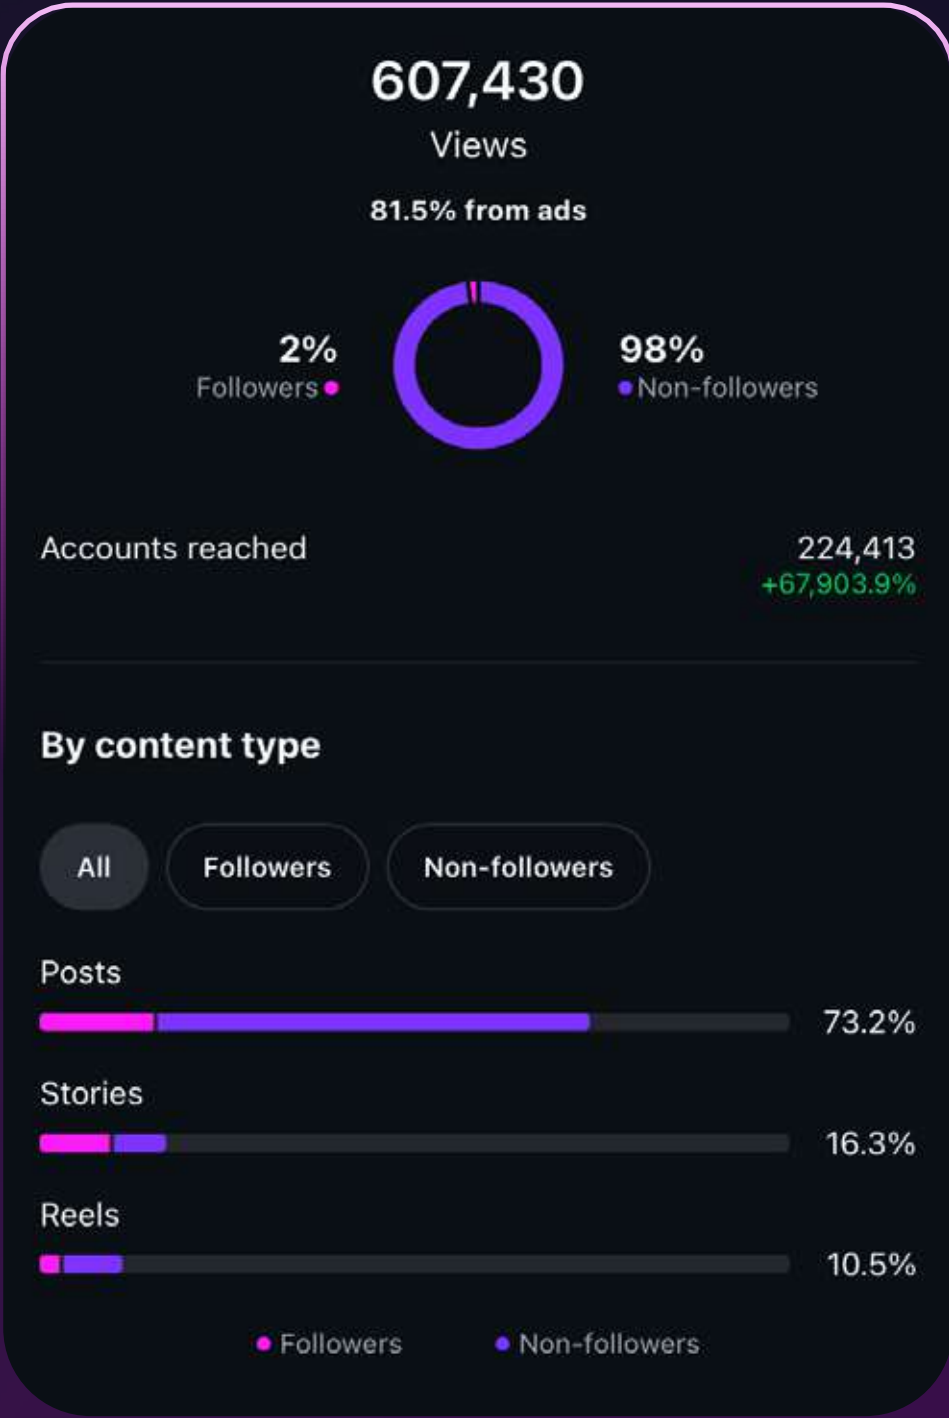 607,430
Views
81.5% from ads
2%
Followers
98%
Non-followers
Accounts reached
224,413
+67,903.9%
By content type
All
Followers
Non-followers
Posts
73.2%
Stories
16.3%
Reels
10.5%
Followers
Non-followers